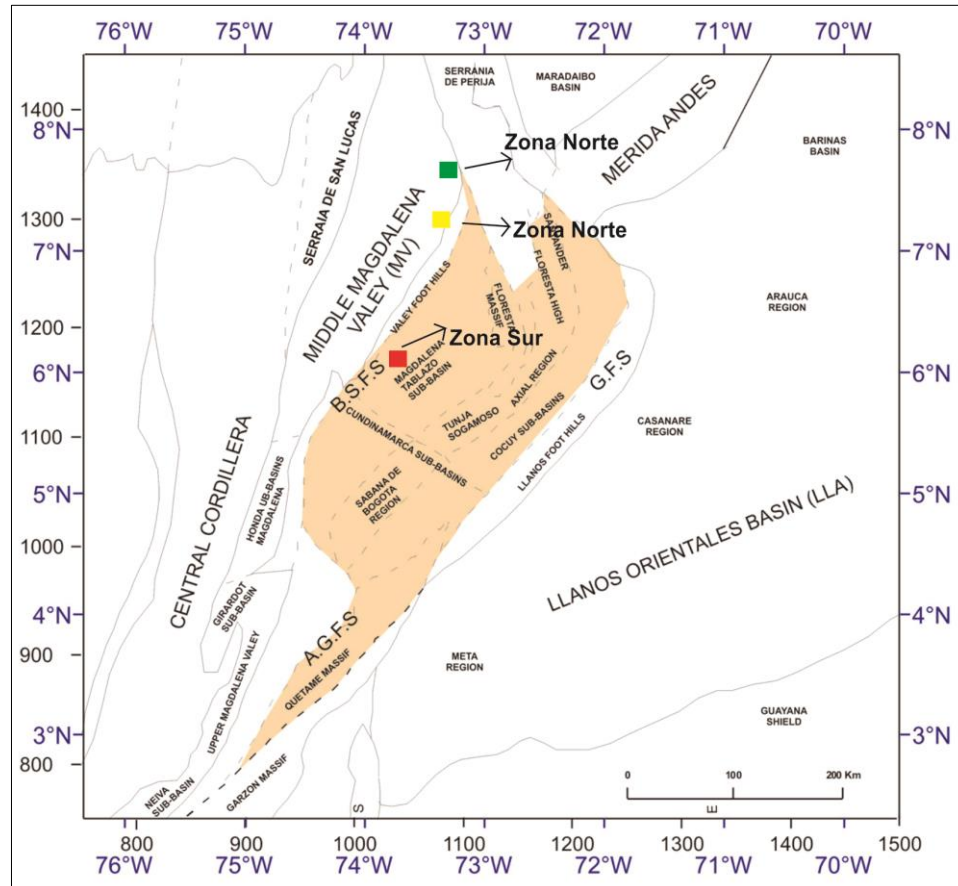 76°W 75°W 74°W 73°W 72°W 71°W 70°W
1400
8°N
1300
7°N
1200
6°N
1100
5°N
1000
4°N
900
3°N
800
8°N
7°N
6°N
5°N
4°N
3°N
SERRANIA
DE PERIJA
MARADAIBO
BASIN
MERIDA ANDES
BARINAS
BASIN
SERRAIA DE SAN LUCAS
Zona Norte
Zona Norte
MIDDLE MAGDALENA
VALEY (MV)
VALEY FOOT HILLS
SANTANDER
FLORESTA HIGH
FLORESTA
MASSIF
ARAUCA
REGION
Zona Sur
MAGDALENA
TABLAZO
SUB-BASIN
B.S.F.S
G.F.S
AXIAL REGION
TUNJA
SOGAMOSO
COCUY SUB-BASINS
CUNDINAMARCA SUB-BASINS
LLANOS FOOT HILLS
CASANARE
REGION
CENTRAL CORDILLERA
HONDA UB-BASINS
MAGDALENA
SABANA DE
BOGOTA
REGION
LLANOS ORIENTALES BASIN (LLA)
GIRARDOT
SUB-BASIN
A.G.F.S
QUETAME MASSIF
META
REGION
UPPER MAGDALENA VALEY
GUAYANA
SHIELD
NEIVA
SUB-BASIN
GARZON MASSIF
S
0 100 200 Km
E
800 900 1000 1100 1200 1300 1400 1500
76°W 75°W 74°W 73°W 72°W 71°W 70°W